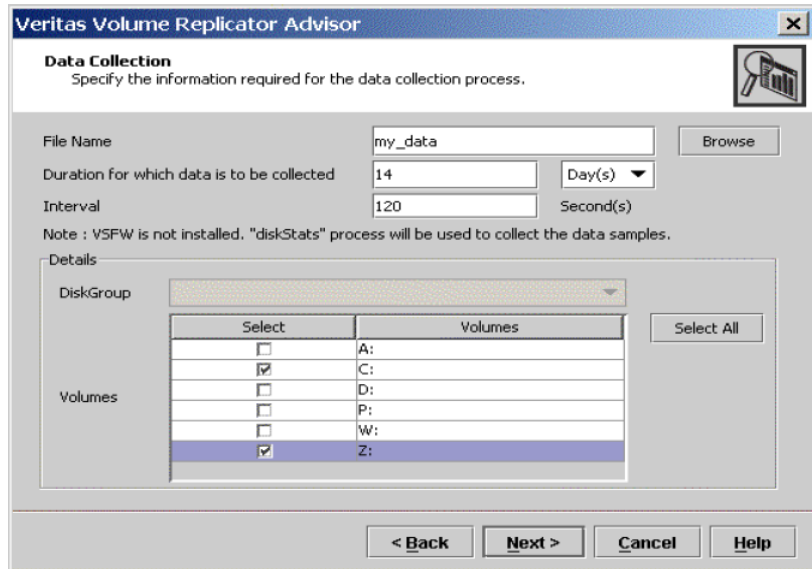 Veritas Volume Replicator Advisor
Data Collection
Specify the information required for the data collection process.
File Name my_data Browse
Duration for which data is to be collected 14 Day(s)
Interval 120 Second(s)
Note : VSFW is not installed. "diskStats" process will be used to collect the data samples.
Details
DiskGroup
Select Volumes Select All
A:
C:
D:
Volumes P:
W:
Z:
< Back Next > Cancel Help